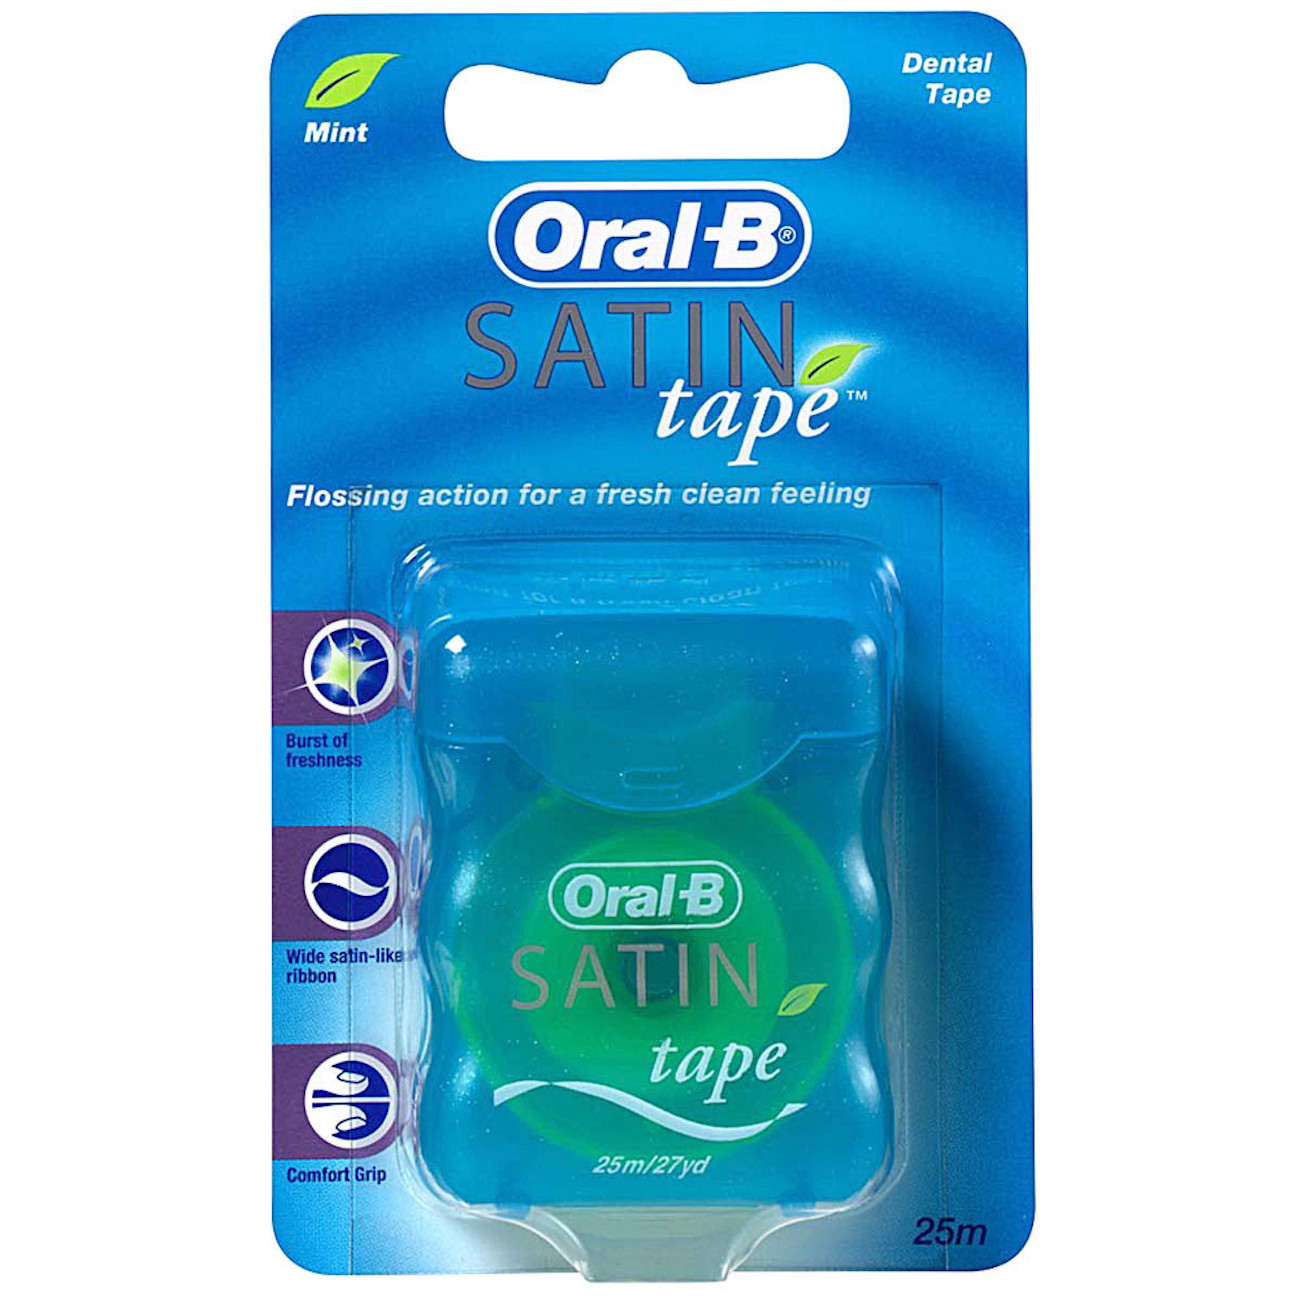 Mint
Dental
Tape
Oral-B®
SATIN
tape™
Flossing action for a fresh clean feeling
Burst of
freshness
Wide satin-like
ribbon
Comfort Grip
Oral-B
SATIN
tape
25m/27yd
25m